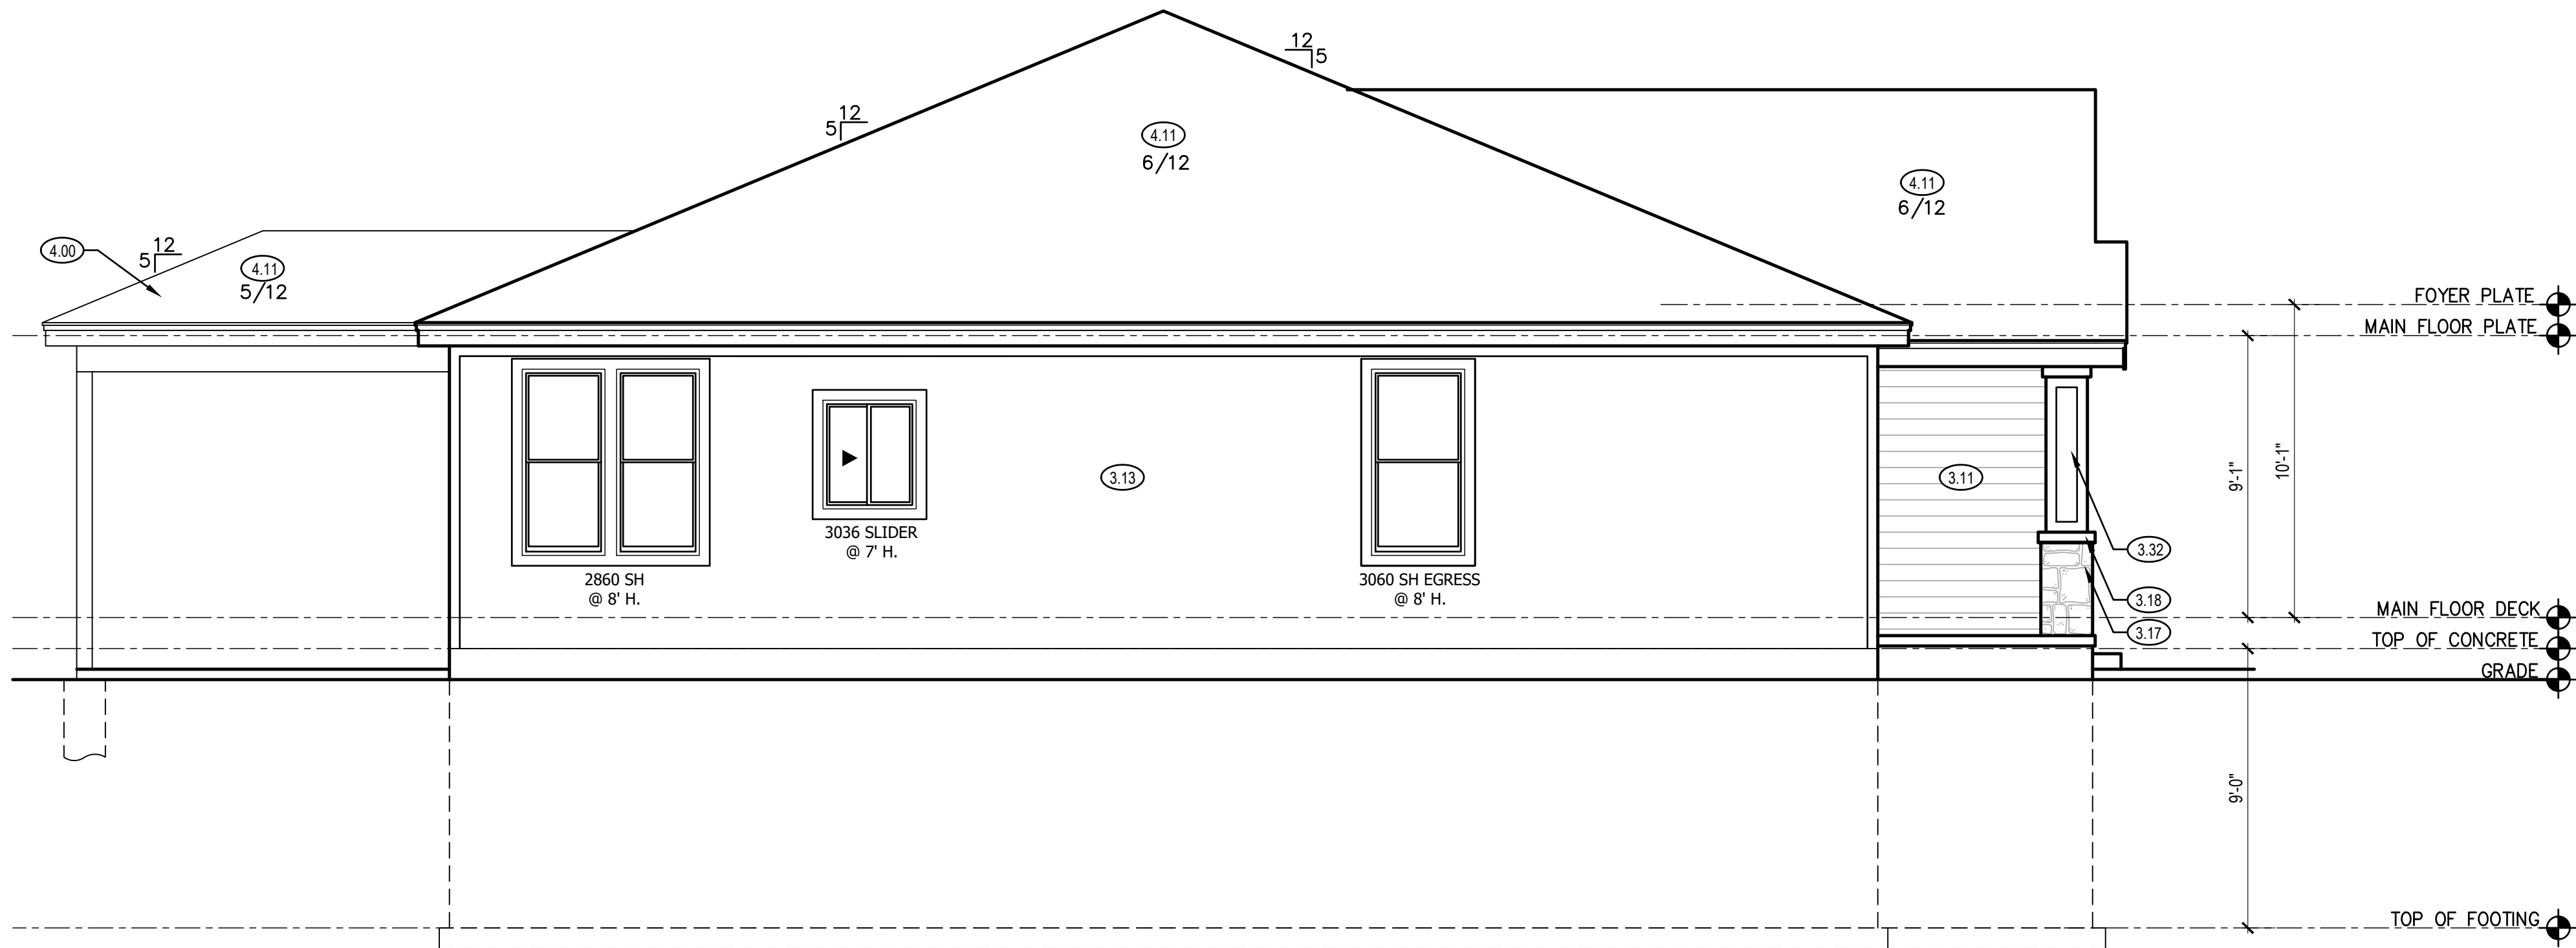 12
5
12
5
4.11
6/12
4.11
6/12
4.00
12
5
4.11
5/12
FOYER PLATE
MAIN FLOOR PLATE
3036 SLIDER
@ 7' H.
3.13
3.11
9'-1"
10'-1"
2860 SH
@ 8' H.
3060 SH EGRESS
@ 8' H.
3.32
3.18
3.17
MAIN FLOOR DECK
TOP OF CONCRETE
GRADE
9'-0"
TOP OF FOOTING